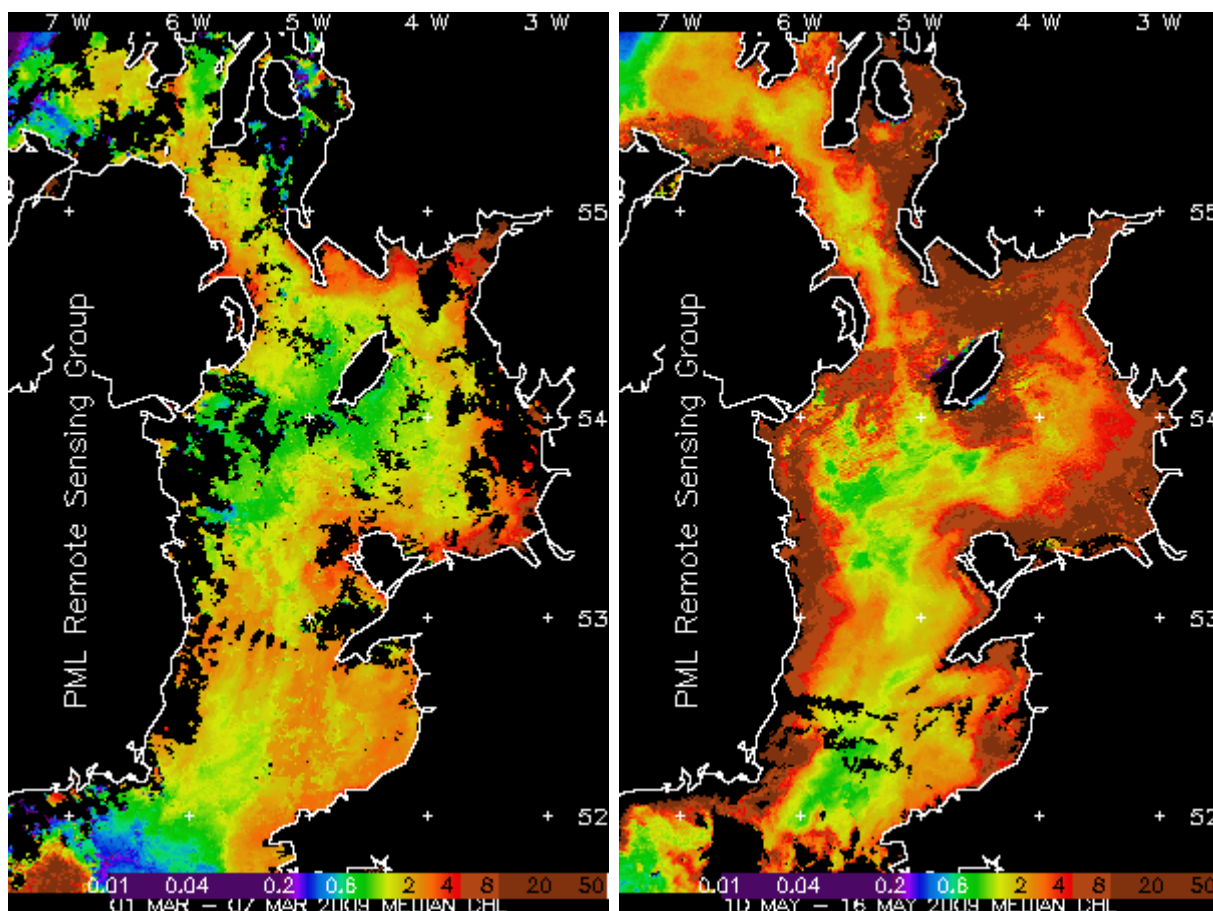 7 W 6 W 5 W 4 W 3 W
55
54
53
52
PML Remote Sensing Group
0.01 0.04 0.2 0.6 2 4 8 20 50
01 MAR - 07 MAR 2009 MEDIAN CHL
7 W 6 W 5 W 4 W 3 W
55
54
53
52
PML Remote Sensing Group
0.01 0.04 0.2 0.6 2 4 8 20 50
10 MAY - 16 MAY 2009 MEDIAN CHL